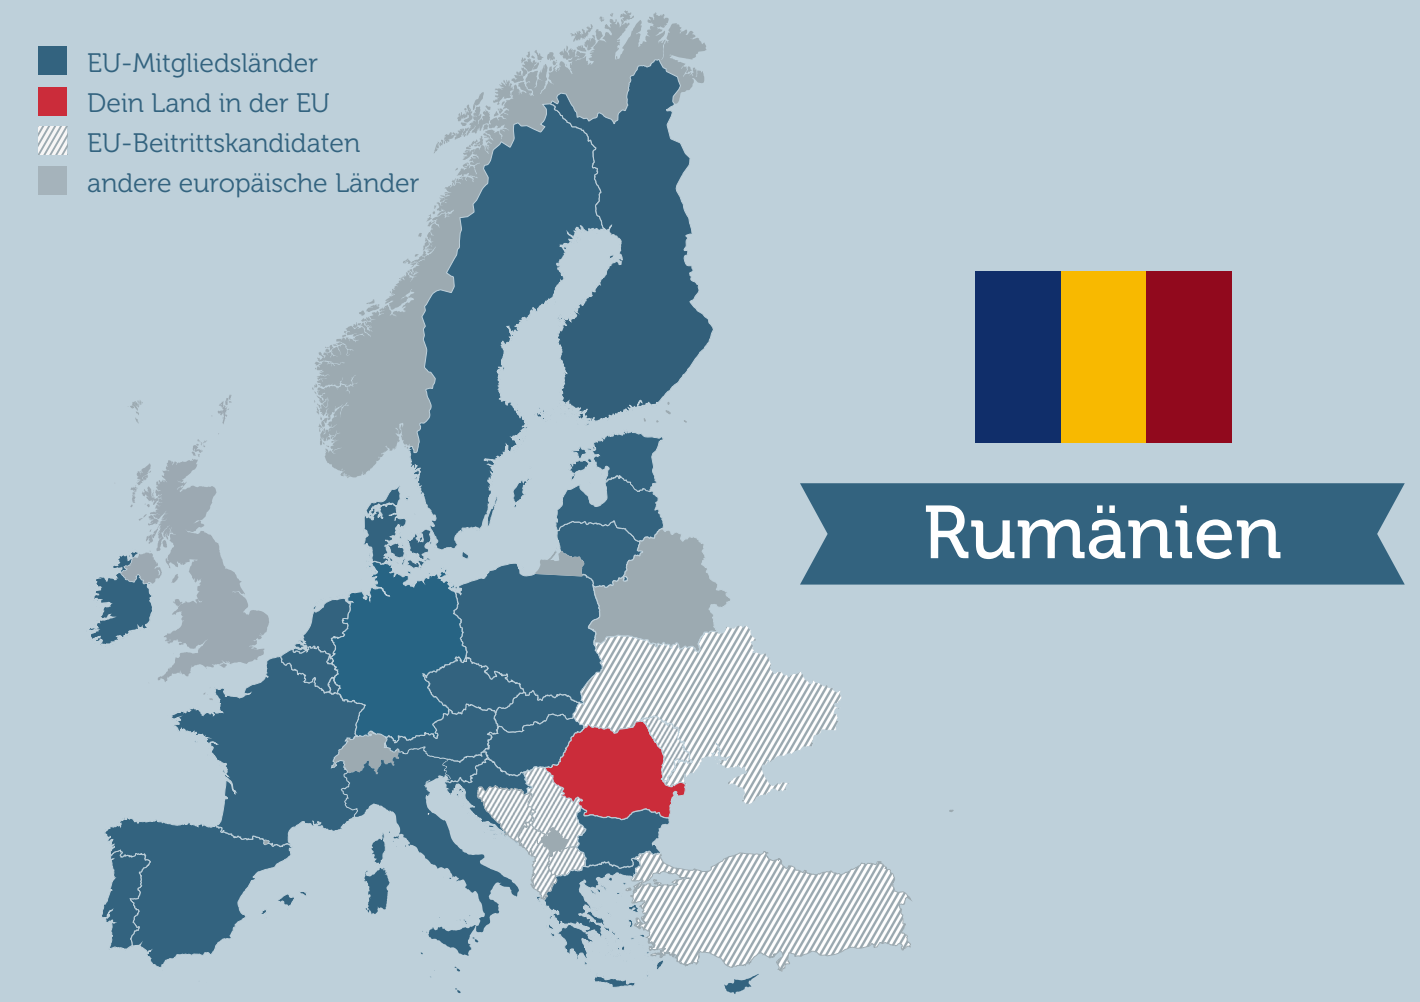 EU-Mitgliedsländer
Dein Land in der EU
EU-Beitrittskandidaten
andere europäische Länder
Rumänien